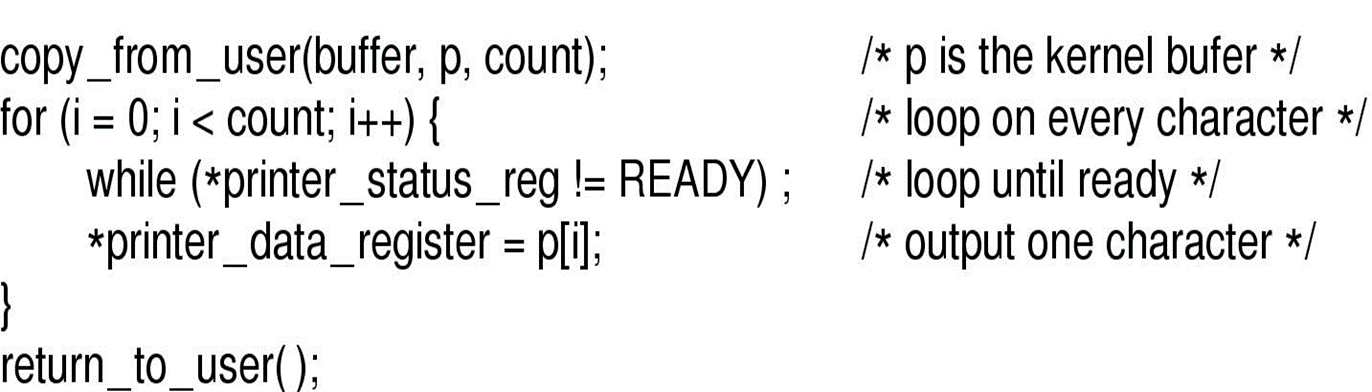 copy_from_user(buffer, p, count); /* p is the kernel bufer */
for (i = 0; i < count; i++) { /* loop on every character */
while (*printer_status_reg != READY) ; /* loop until ready */
*printer_data_register = p[i]; /* output one character */
}
return_to_user( );